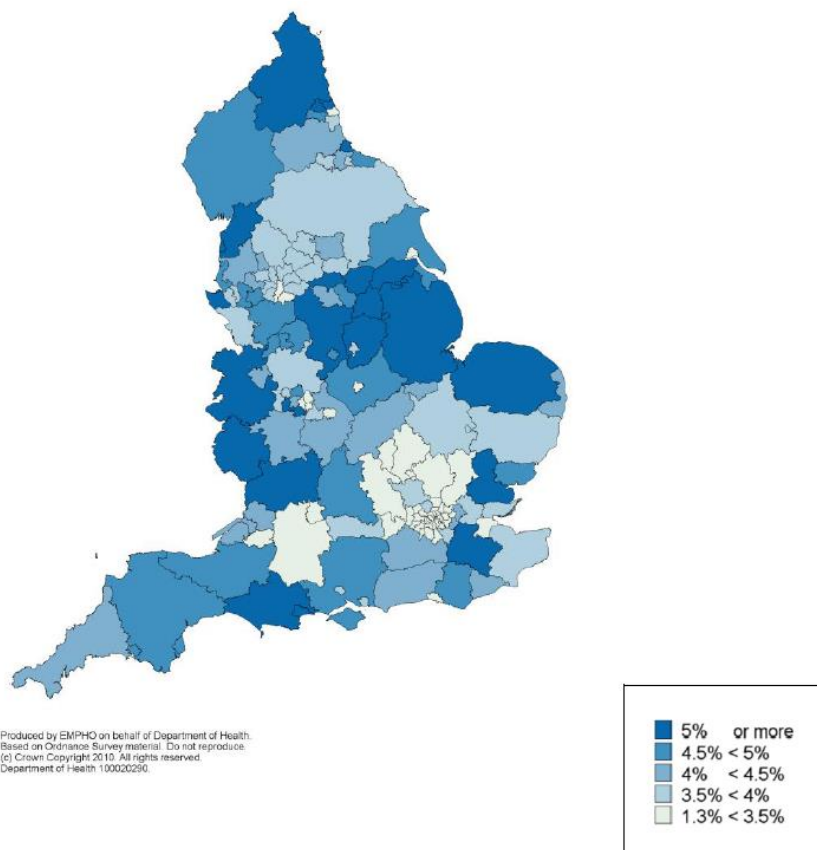 Produced by EMPHO on behalf of Department of Health.
Based on Ordnance Survey material. Do not reproduce.
(c) Crown Copyright 2010. All rights reserved.
Department of Health 100020290.
5% or more
4.5% < 5%
4% < 4.5%
3.5% < 4%
1.3% < 3.5%